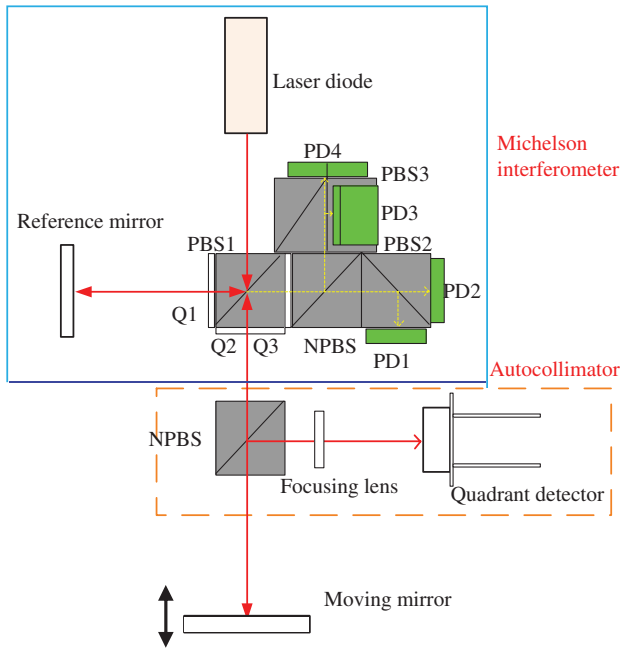 Laser diode
PD4
Michelson
interferometer
PBS3
PD3
Reference mirror
PBS1
PBS2
PD2
Q1
Q2
Q3
NPBS
PD1
Autocollimator
NPBS
Focusing lens
Quadrant detector
Moving mirror